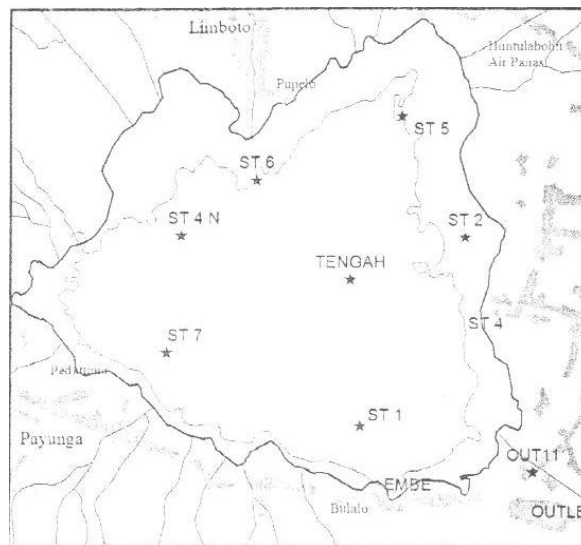 Limboto
Huntulabohu
Air Panas
Pupelo
ST 5
ST 6
ST 4 N
ST 2
TENGAH
ST 4
ST 7
Payunga
ST 1
OUT11
EMBE
Bulalo
OUTLE